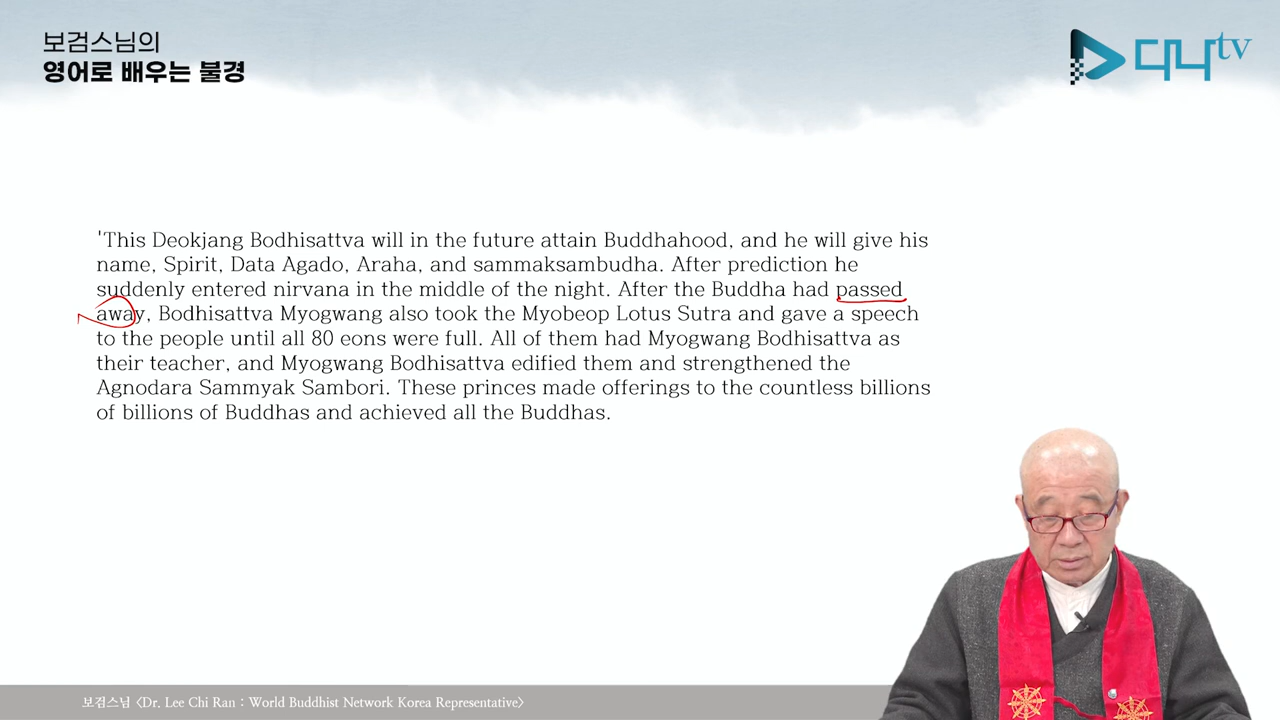 보검스님의
영어로 배우는 불경
다나tv
'This Deokjang Bodhisattva will in the future attain Buddhahood, and he will give his
name, Spirit, Data Agado, Araha, and sammaksambudha. After prediction he
suddenly entered nirvana in the middle of the night. After the Buddha had passed
away, Bodhisattva Myogwang also took the Myobeop Lotus Sutra and gave a speech
to the people until all 80 eons were full. All of them had Myogwang Bodhisattva as
their teacher, and Myogwang Bodhisattva edified them and strengthened the
Agnodara Sammyak Sambori. These princes made offerings to the countless billions
of billions of Buddhas and achieved all the Buddhas.
보검스님 <Dr. Lee Chi Ran : World Buddhist Network Korea Representative>